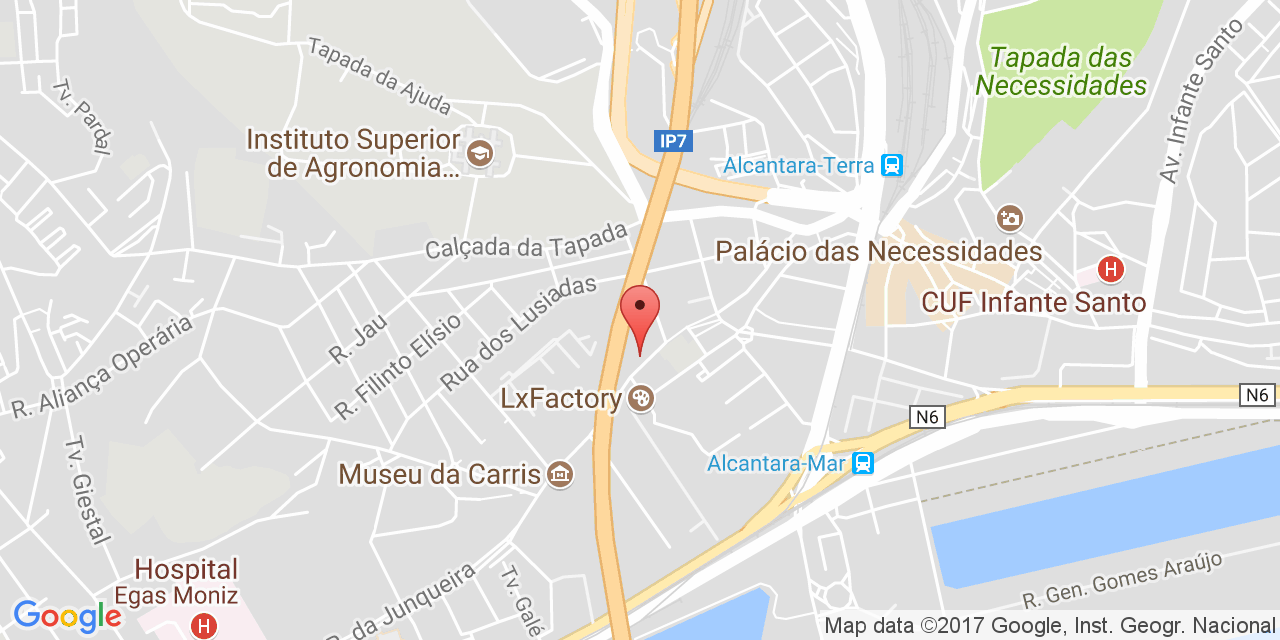 Tapada da Ajuda
Tapada das
Necessidades
Av. Infante Santo
Tv. Pardal
Instituto Superior
de Agronomia...
IP7
Alcantara-Terra
Calçada da Tapada
Palácio das Necessidades
H
CUF Infante Santo
Rua dos Lusiadas
R. Jau
R. Filinto Elísio
R. Aliança Operária
LxFactory
N6
N6
Alcantara-Mar
Museu da Carris
Tv. Giestal
Hospital
Egas Moniz
H
R. da Junqueira
Tv. Galé
R. Gen. Gomes Araújo
Google
Map data ©2017 Google, Inst. Geogr. Nacional